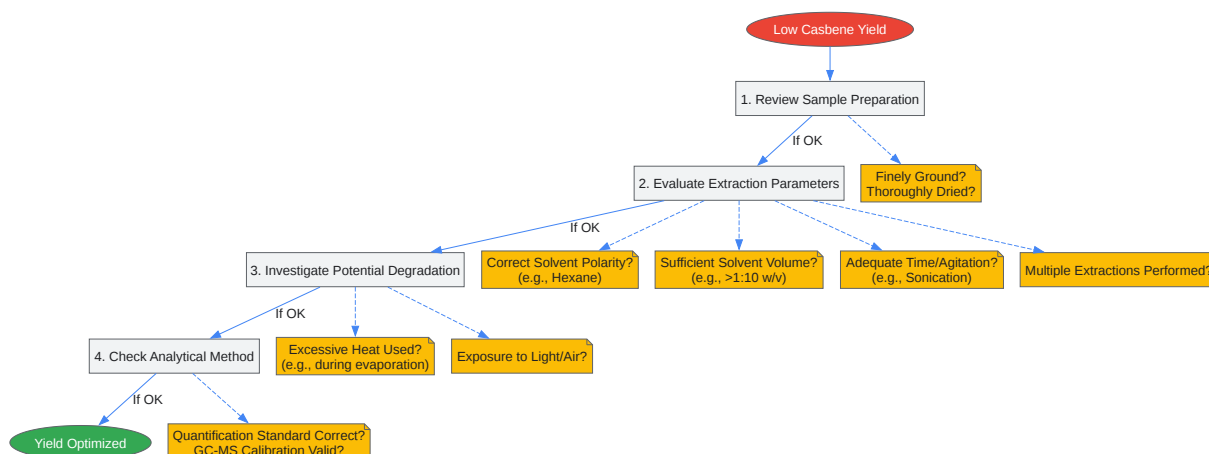 Low Casbene Yield
1. Review Sample Preparation
If OK
2. Evaluate Extraction Parameters
Finely Ground?
Thoroughly Dried?
If OK
3. Investigate Potential Degradation
Correct Solvent Polarity?
(e.g., Hexane)
Sufficient Solvent Volume?
(e.g., >1:10 w/v)
Adequate Time/Agitation?
(e.g., Sonication)
Multiple Extractions Performed?
If OK
4. Check Analytical Method
Excessive Heat Used?
(e.g., during evaporation)
Exposure to Light/Air?
If OK
Yield Optimized
Quantification Standard Correct?
GC-MS Calibration Valid?